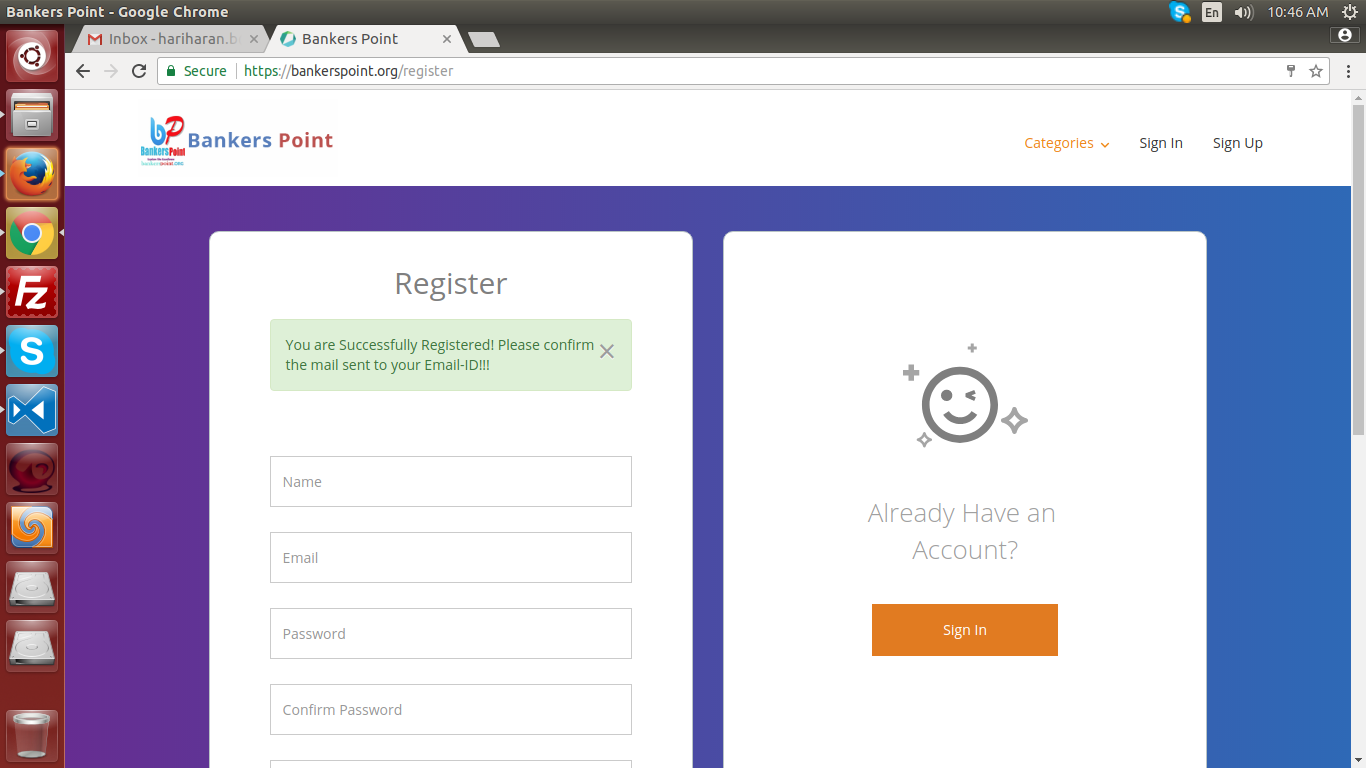 Bankers Point - Google Chrome
En
10:46 AM
Inbox - hariharan.b
Bankers Point
Secure
https://bankerspoint.org/register
bp
BankersPoint
Bankers Point
Categories
Sign In
Sign Up
Register
You are Successfully Registered! Please confirm
the mail sent to your Email-ID!!!
Name
Email
Password
Confirm Password
Already Have an
Account?
Sign In
Fz
S